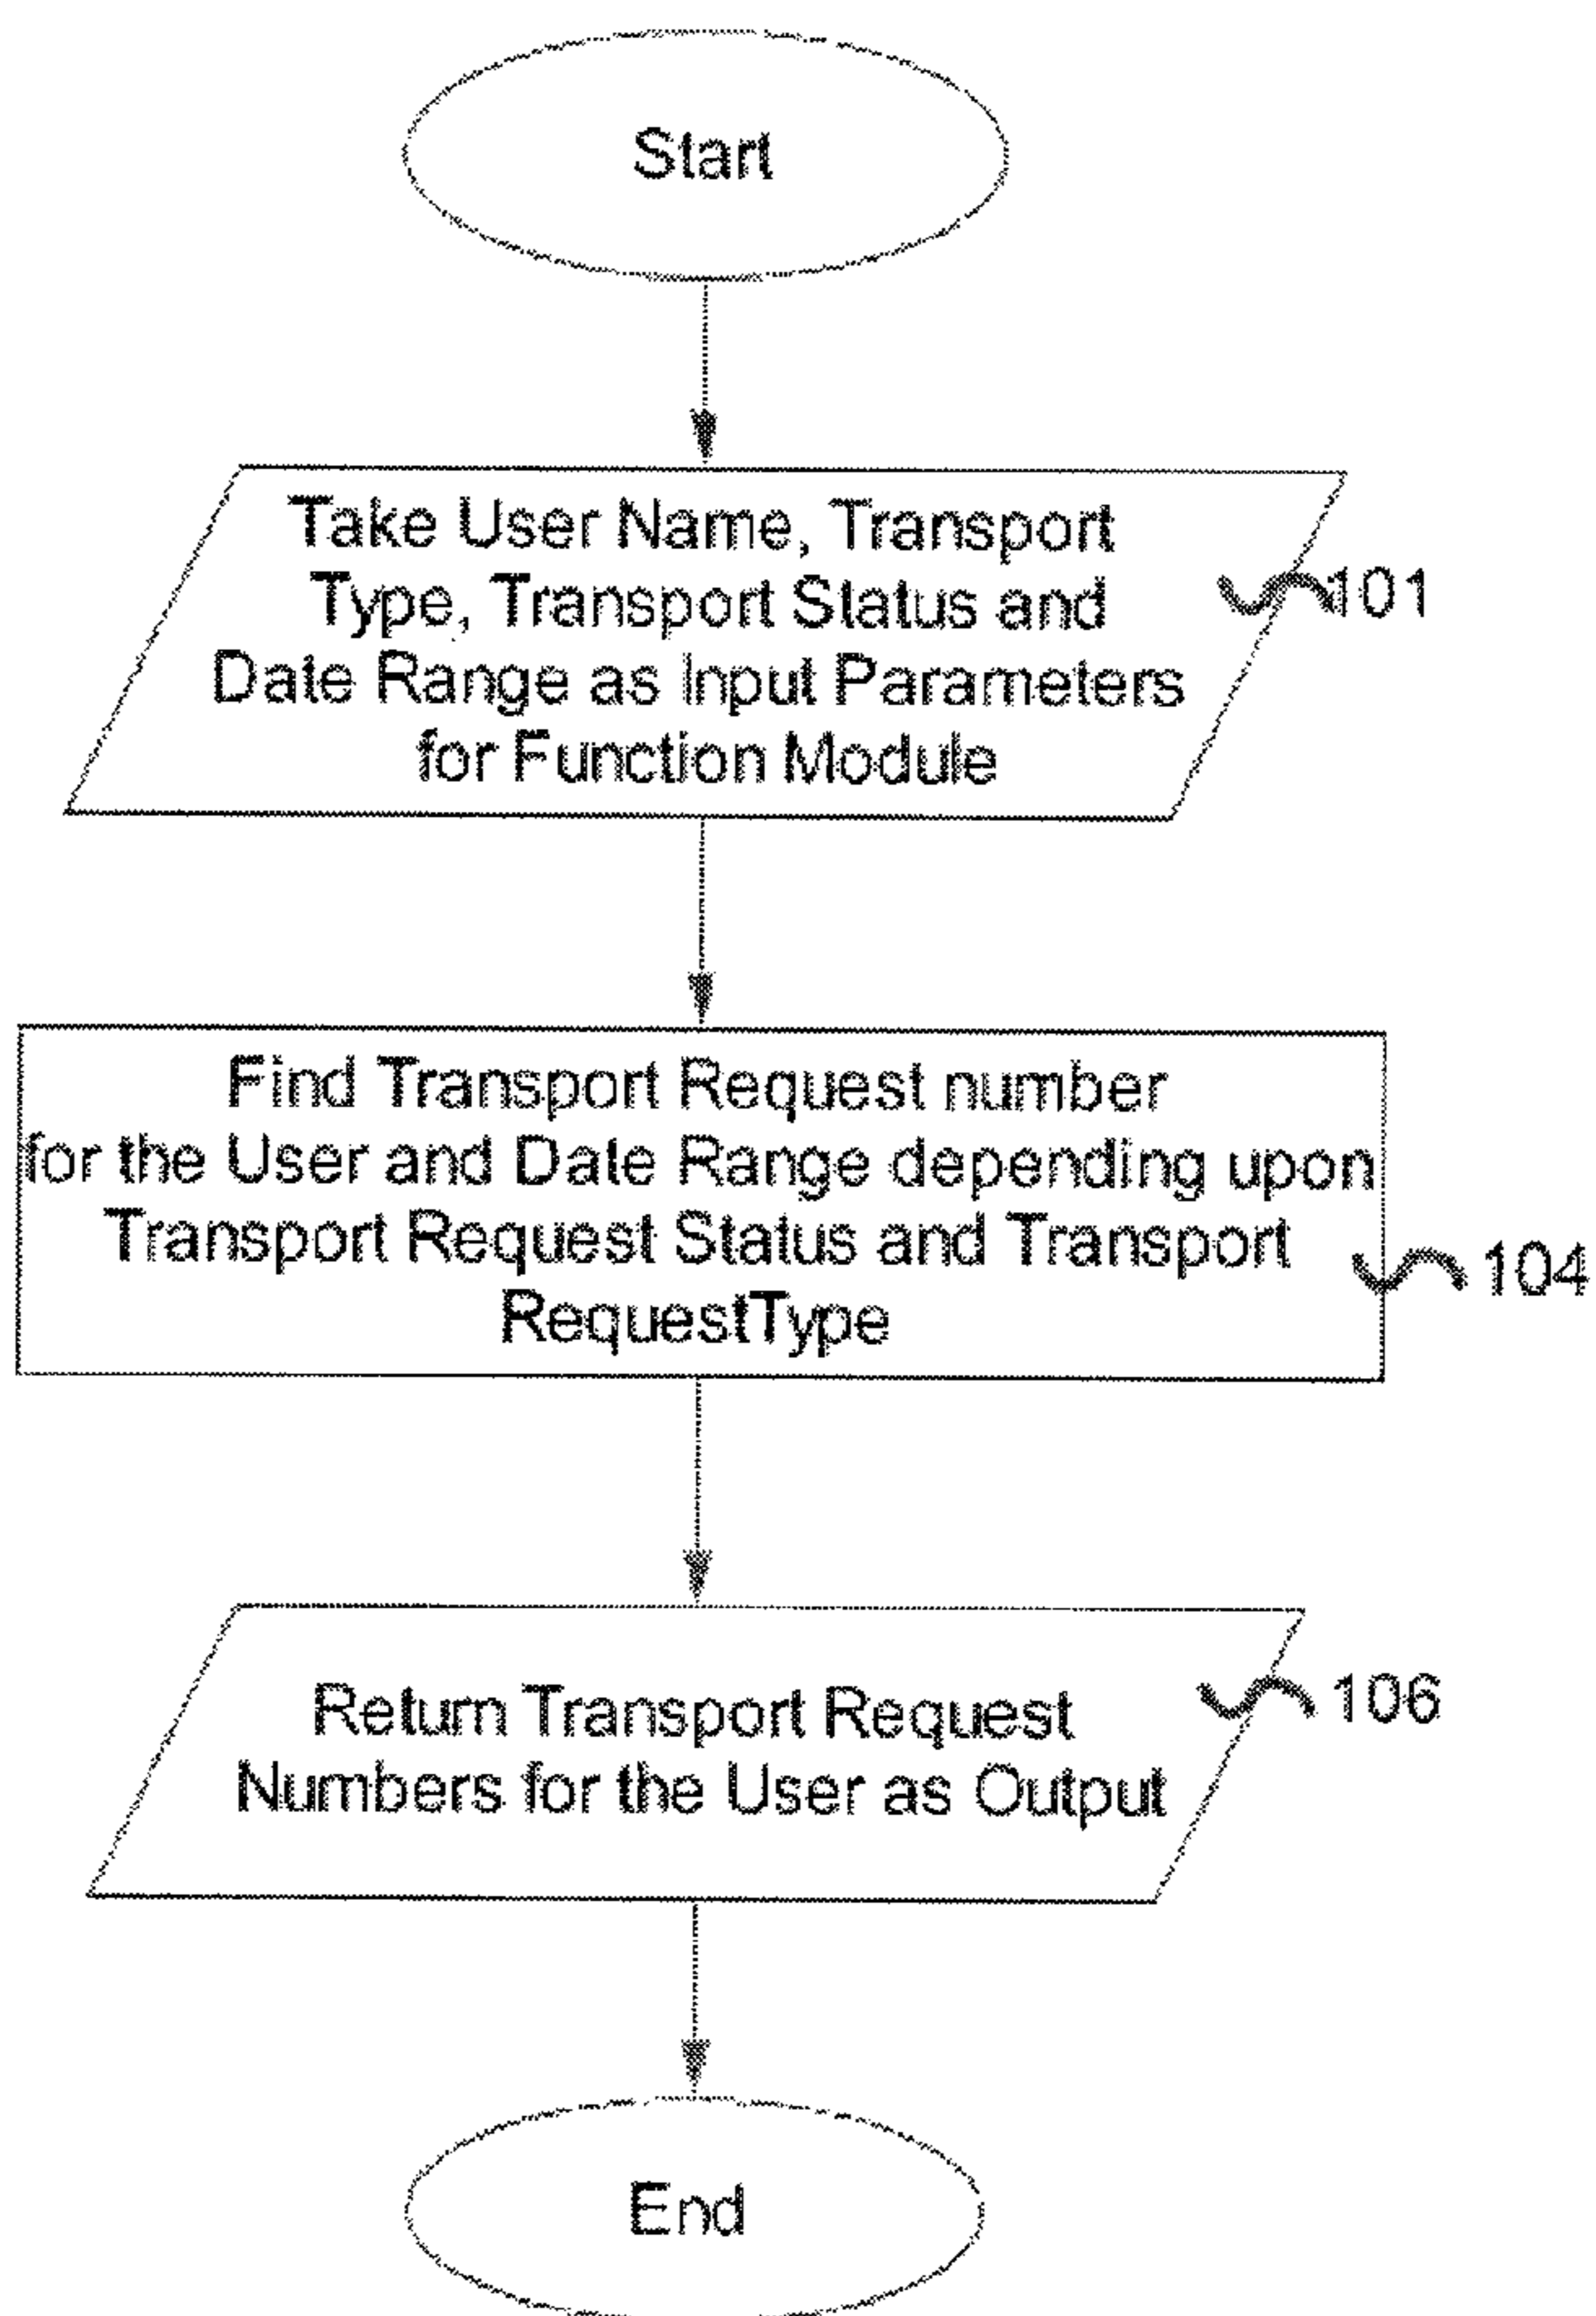 Start
Take User Name, Transport
Type, Transport Status and
Date Range as Input Parameters
for Function Module
101
Find Transport Request number
for the User and Date Range depending upon
Transport Request Status and Transport
RequestType
104
Return Transport Request
Numbers for the User as Output
106
End